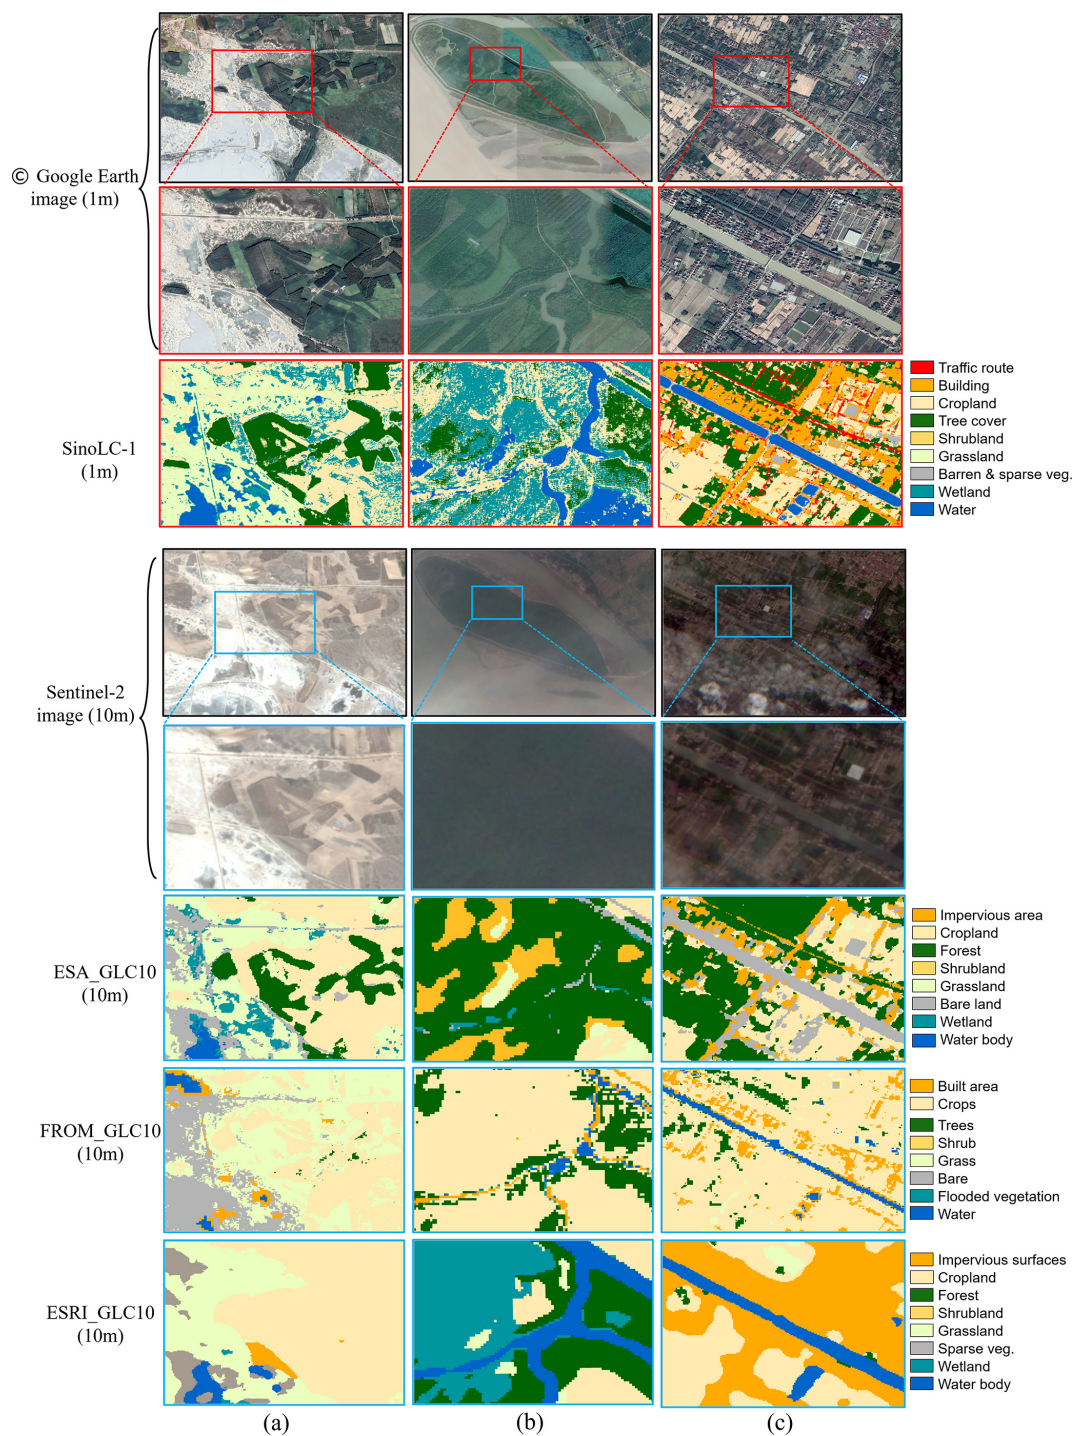 © Google Earth
image (1m)
SinoLC-1
(1m)
Traffic route
Building
Cropland
Tree cover
Shrubland
Grassland
Barren & sparse veg.
Wetland
Water
Sentinel-2
image (10m)
ESA_GLC10
(10m)
Impervious area
Cropland
Forest
Shrubland
Grassland
Bare land
Wetland
Water body
FROM_GLC10
(10m)
Built area
Crops
Trees
Shrub
Grass
Bare
Flooded vegetation
Water
ESRI_GLC10
(10m)
Impervious surfaces
Cropland
Forest
Shrubland
Grassland
Sparse veg.
Wetland
Water body
(a) (b) (c)